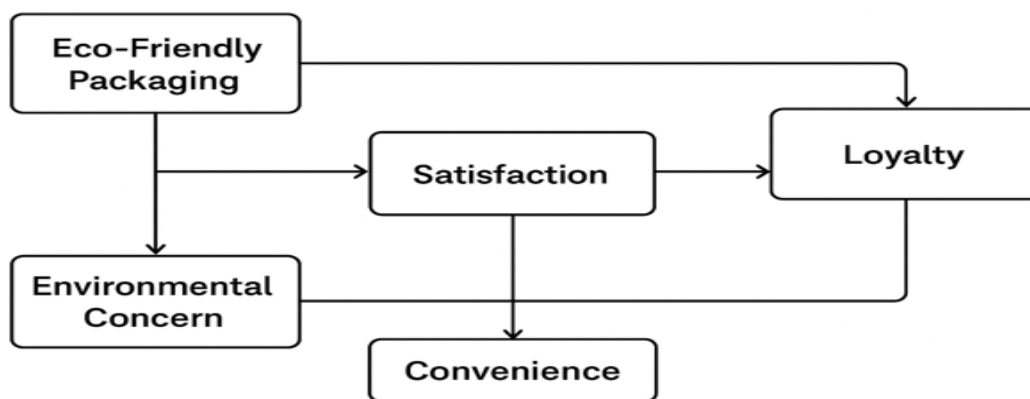 Eco-Friendly
Packaging
Satisfaction
Loyalty
Environmental
Concern
Convenience